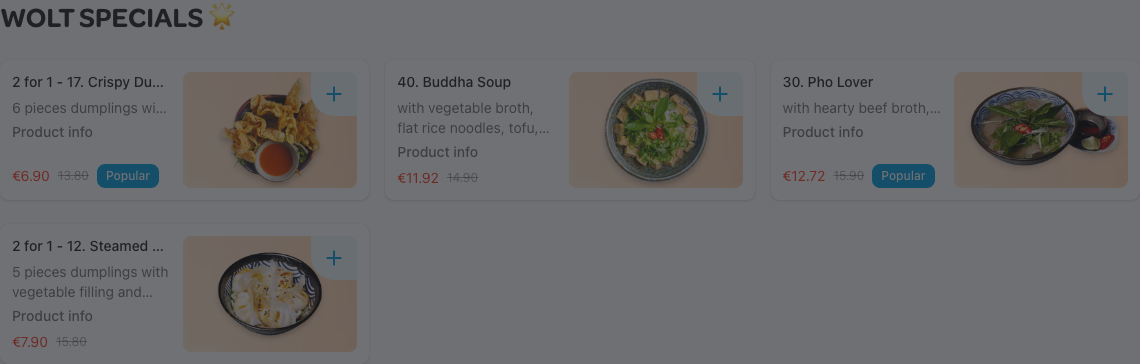 WOLT SPECIALS 🌟
2 for 1 - 17. Crispy Du...
6 pieces dumplings wi...
Product info
€6.90 13.80 Popular
40. Buddha Soup
with vegetable broth,
flat rice noodles, tofu,...
Product info
€11.92 14.90
30. Pho Lover
with hearty beef broth,...
Product info
€12.72 15.90 Popular
2 for 1 - 12. Steamed ...
5 pieces dumplings with
vegetable filling and...
Product info
€7.90 15.80